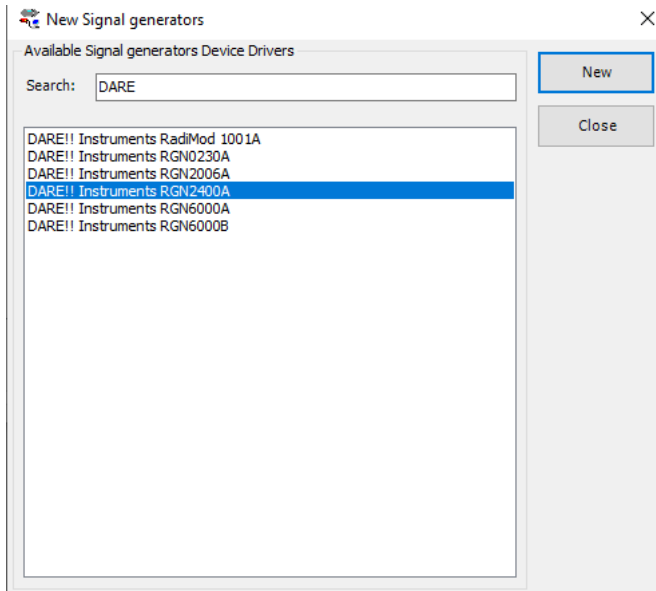 New Signal generators
Available Signal generators Device Drivers
Search: DARE
New
Close
DARE!! Instruments RadiMod 1001A
DARE!! Instruments RGN0230A
DARE!! Instruments RGN2006A
DARE!! Instruments RGN2400A
DARE!! Instruments RGN6000A
DARE!! Instruments RGN6000B